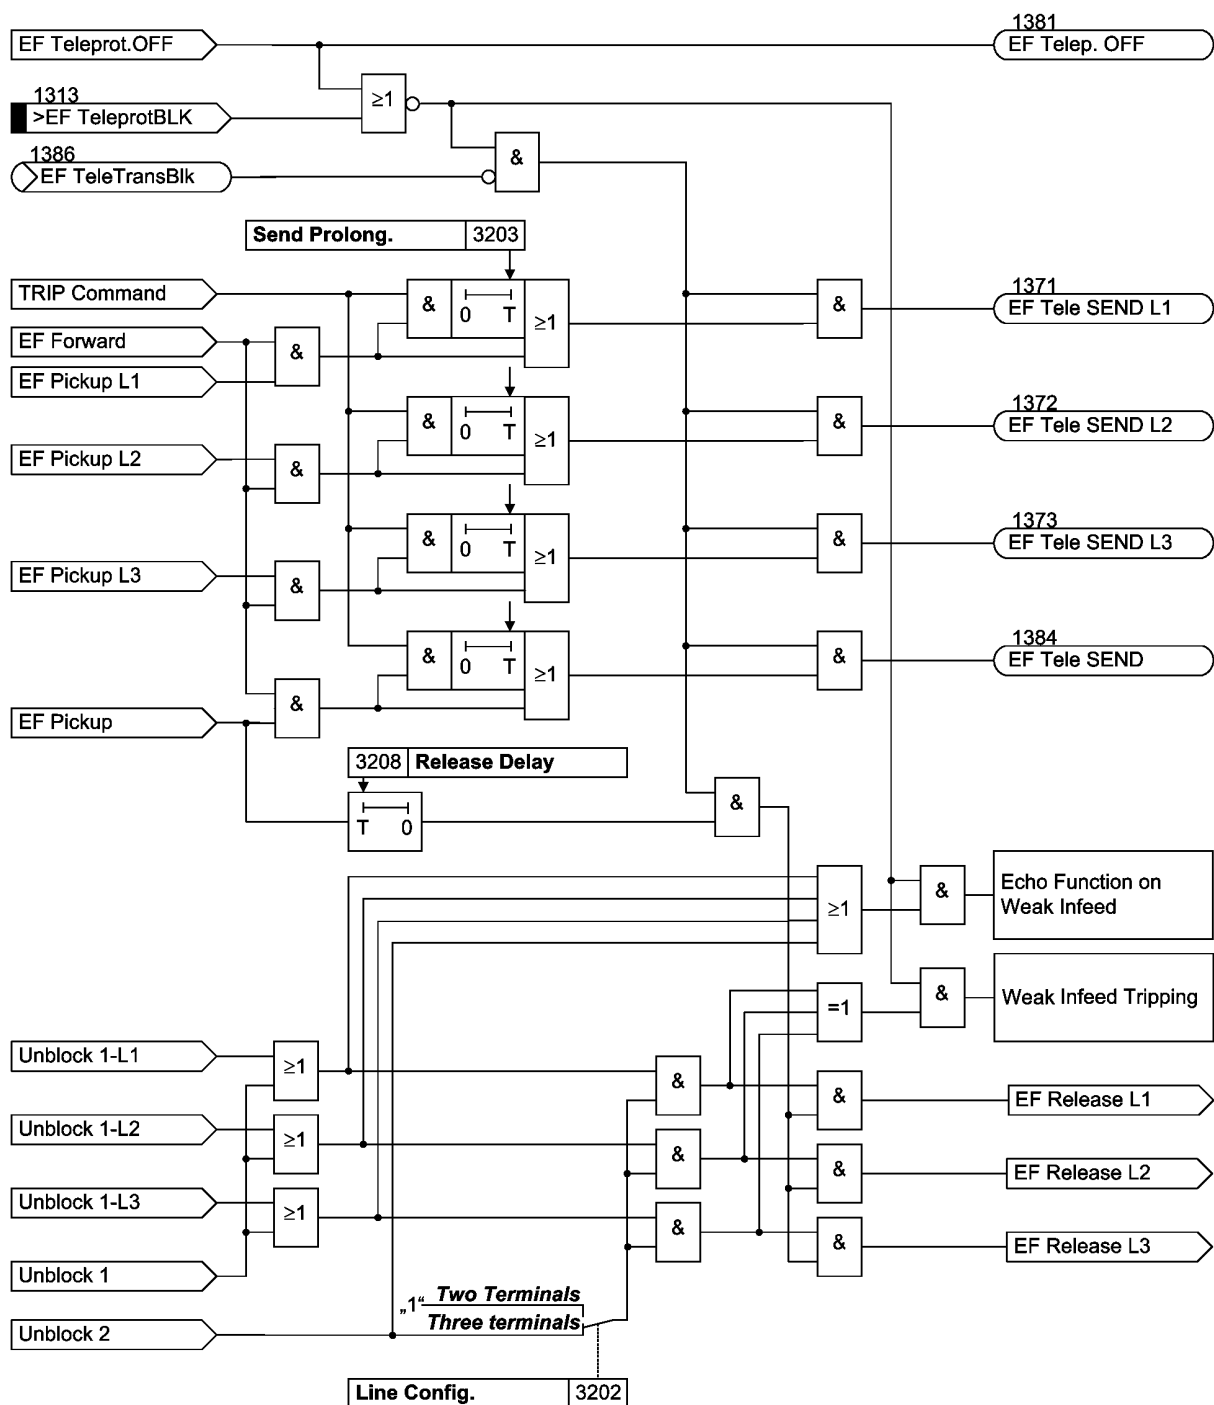 EF Teleprot.OFF
1381
EF Telep. OFF
1313
>EF TeleprotBLK
≥1
1386
EF TeleTransBlk
&
Send Prolong. 3203
TRIP Command
& 0 T ≥1
&
1371
EF Tele SEND L1
EF Forward
&
EF Pickup L1
& 0 T ≥1
&
1372
EF Tele SEND L2
EF Pickup L2
&
& 0 T ≥1
&
1373
EF Tele SEND L3
EF Pickup L3
&
& 0 T ≥1
&
1384
EF Tele SEND
EF Pickup
&
3208 Release Delay
T 0
&
≥1
&
Echo Function on
Weak Infeed
=1
&
Weak Infeed Tripping
Unblock 1-L1
≥1
&
&
EF Release L1
Unblock 1-L2
≥1
&
&
EF Release L2
Unblock 1-L3
≥1
&
&
EF Release L3
Unblock 1
„1“ Two Terminals
Three terminals
Unblock 2
Line Config. 3202